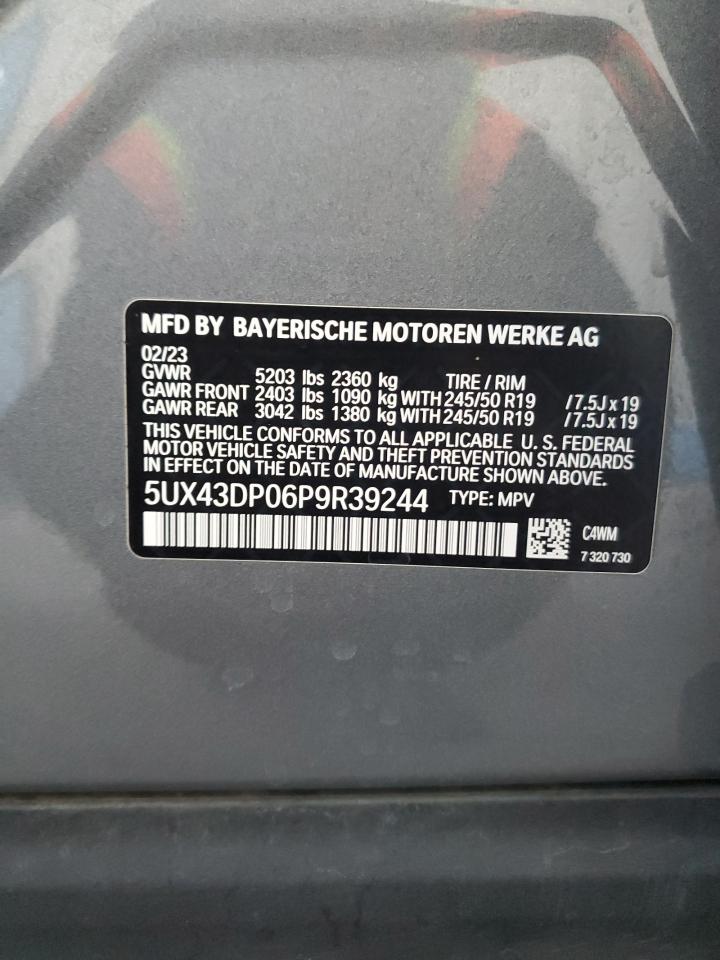 MFD BY BAYERISCHE MOTOREN WERKE AG
02/23
GVWR 5203 lbs 2360 kg TIRE / RIM
GAWR FRONT 2403 lbs 1090 kg WITH 245/50 R19 / 7.5J x 19
GAWR REAR 3042 lbs 1380 kg WITH 245/50 R19 / 7.5J x 19
THIS VEHICLE CONFORMS TO ALL APPLICABLE U. S. FEDERAL
MOTOR VEHICLE SAFETY AND THEFT PREVENTION STANDARDS
IN EFFECT ON THE DATE OF MANUFACTURE SHOWN ABOVE.
5UX43DP06P9R39244 TYPE: MPV
C4WM
7 320 730